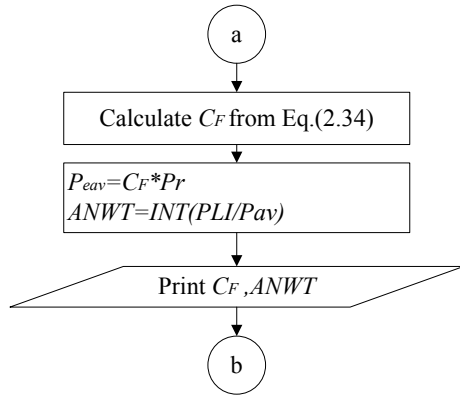 a
Calculate CF from Eq.(2.34)
Peav=CF*Pr
ANWT=INT(PLI/Pav)
Print CF ,ANWT
b